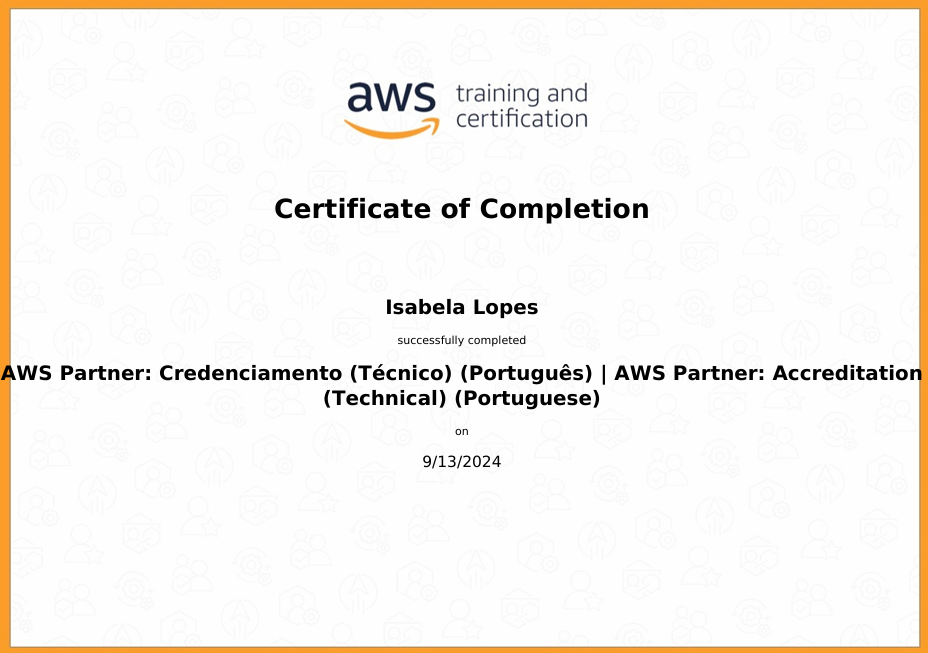 aws training and
certification
Certificate of Completion
Isabela Lopes
successfully completed
AWS Partner: Credenciamento (Técnico) (Português) | AWS Partner: Accreditation
(Technical) (Portuguese)
on
9/13/2024